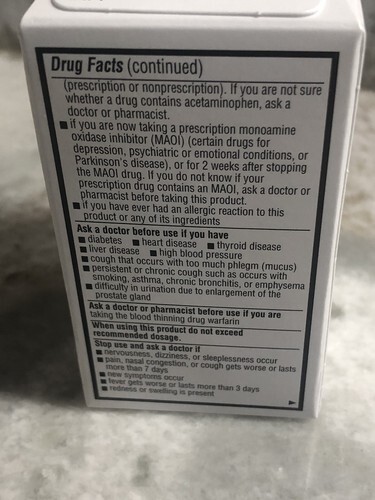 Drug Facts (continued)
(prescription or nonprescription). If you are not sure
whether a drug contains acetaminophen, ask a
doctor or pharmacist.
■ if you are now taking a prescription monoamine
oxidase inhibitor (MAOI) (certain drugs for
depression, psychiatric or emotional conditions, or
Parkinson's disease), or for 2 weeks after stopping
the MAOI drug. If you do not know if your
prescription drug contains an MAOI, ask a doctor or
pharmacist before taking this product.
■ if you have ever had an allergic reaction to this
product or any of its ingredients
Ask a doctor before use if you have
■ diabetes ■ heart disease ■ thyroid disease
■ liver disease ■ high blood pressure
■ cough that occurs with too much phlegm (mucus)
■ persistent or chronic cough such as occurs with
smoking, asthma, chronic bronchitis, or emphysema
■ difficulty in urination due to enlargement of the
prostate gland
Ask a doctor or pharmacist before use if you are
taking the blood thinning drug warfarin
When using this product do not exceed
recommended dosage.
Stop use and ask a doctor if
■ nervousness, dizziness, or sleeplessness occur
■ pain, nasal congestion, or cough gets worse or lasts
more than 7 days
■ new symptoms occur
■ fever gets worse or lasts more than 3 days
■ redness or swelling is present